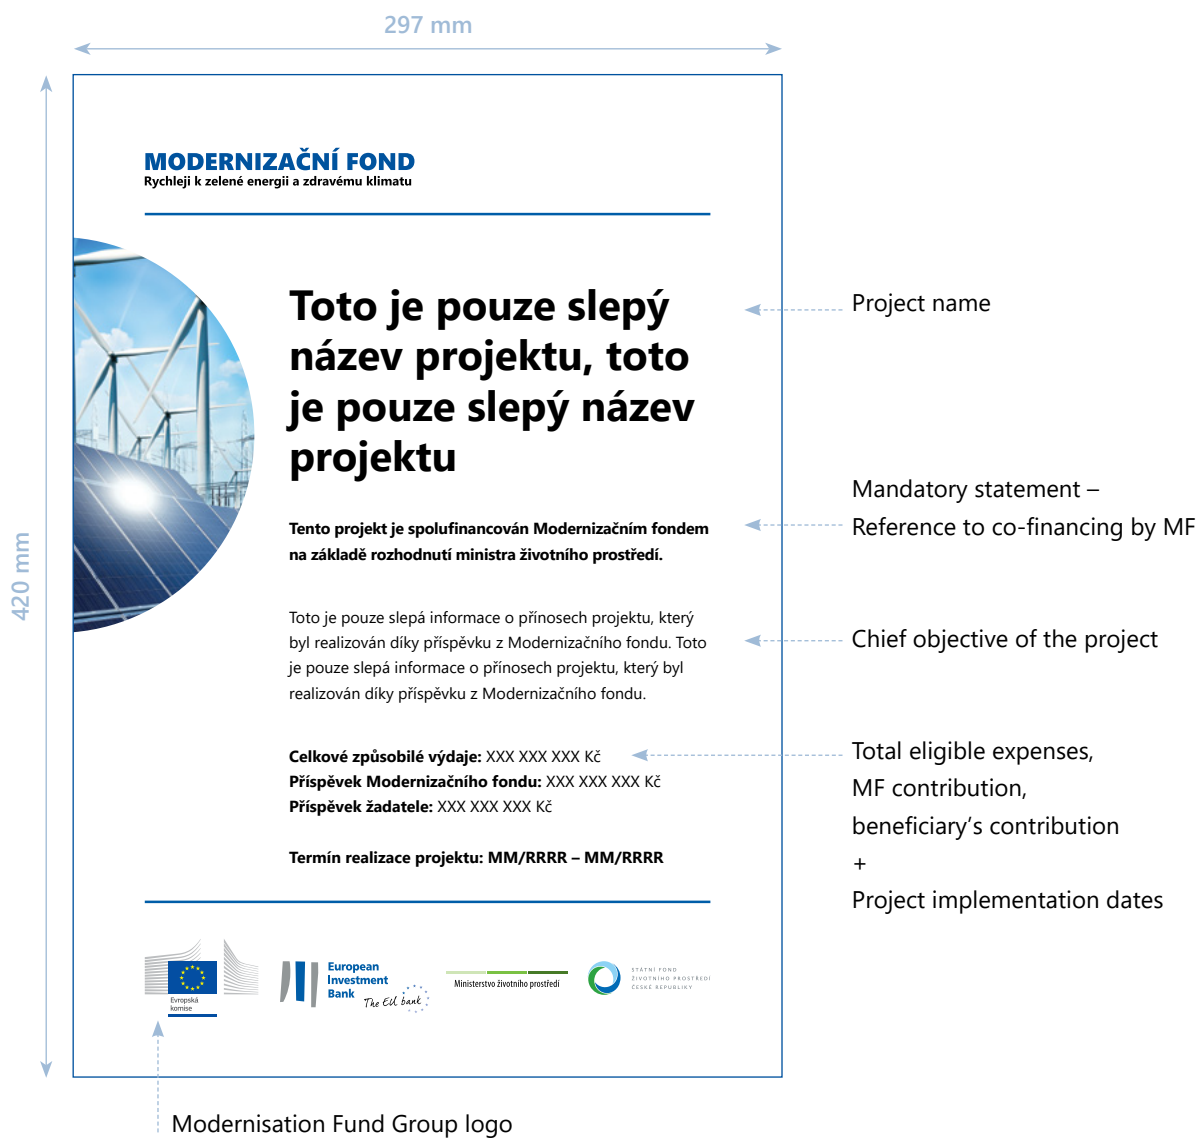 297 mm
420 mm
MODERNIZAČNÍ FOND
Rychleji k zelené energii a zdravému klimatu
Toto je pouze slepý
název projektu, toto
je pouze slepý název
projektu
Project name
Tento projekt je spolufinancován Modernizačním fondem
na základě rozhodnutí ministra životního prostředí.
Mandatory statement –
Reference to co-financing by MF
Toto je pouze slepá informace o přínosech projektu, který
byl realizován díky příspěvku z Modernizačního fondu. Toto
je pouze slepá informace o přínosech projektu, který byl
realizován díky příspěvku z Modernizačního fondu.
Chief objective of the project
Celkové způsobilé výdaje: XXX XXX XXX Kč
Příspěvek Modernizačního fondu: XXX XXX XXX Kč
Příspěvek žadatele: XXX XXX XXX Kč
Termín realizace projektu: MM/RRRR – MM/RRRR
Total eligible expenses,
MF contribution,
beneficiary’s contribution
+
Project implementation dates
Evropská
komise
European
Investment
Bank
The EU bank
Ministerstvo životního prostředí
STÁTNÍ FOND
ŽIVOTNÍHO PROSTŘEDÍ
ČESKÉ REPUBLIKY
Modernisation Fund Group logo